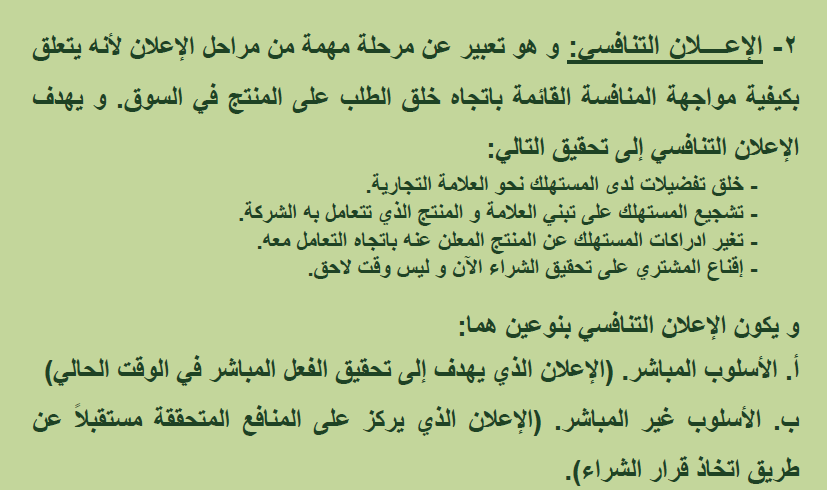 ٢- الإعـــلان التنافسي: و هو تعبير عن مرحلة مهمة من مراحل الإعلان لأنه يتعلق
بكيفية مواجهة المنافسة القائمة باتجاه خلق الطلب على المنتج في السوق. و يهدف
الإعلان التنافسي إلى تحقيق التالي:
- خلق تفضيلات لدى المستهلك نحو العلامة التجارية.
- تشجيع المستهلك على تبني العلامة و المنتج الذي تتعامل به الشركة.
- تغير ادراكات المستهلك عن المنتج المعلن عنه باتجاه التعامل معه.
- إقناع المشتري على تحقيق الشراء الآن و ليس وقت لاحق.
و يكون الإعلان التنافسي بنوعين هما:
أ. الأسلوب المباشر. (الإعلان الذي يهدف إلى تحقيق الفعل المباشر في الوقت الحالي)
ب. الأسلوب غير المباشر. (الإعلان الذي يركز على المنافع المتحققة مستقبلاً عن
طريق اتخاذ قرار الشراء).